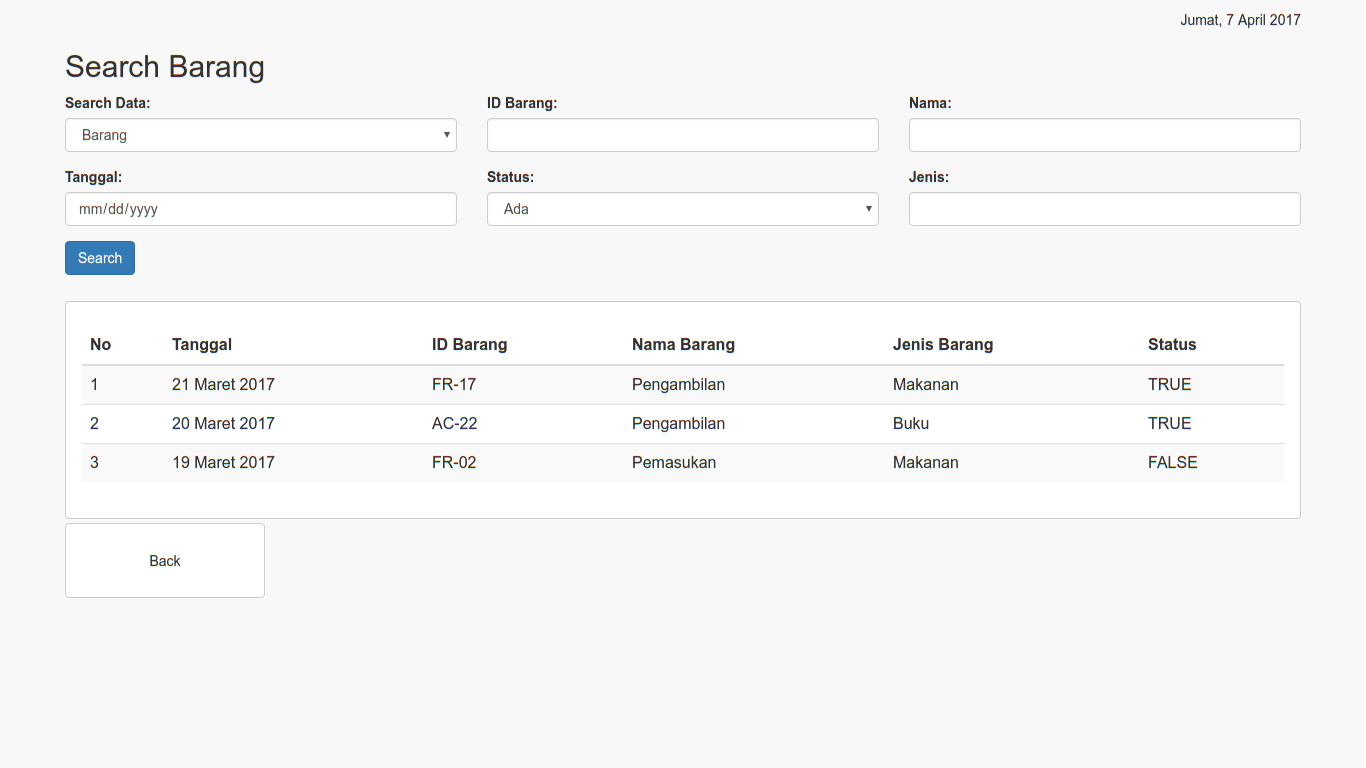 Jumat, 7 April 2017
Search Barang
Search Data: ID Barang: Nama:
Barang
Tanggal: Status: Jenis:
mm/dd/yyyy Ada
Search
No Tanggal ID Barang Nama Barang Jenis Barang Status
1 21 Maret 2017 FR-17 Pengambilan Makanan TRUE
2 20 Maret 2017 AC-22 Pengambilan Buku TRUE
3 19 Maret 2017 FR-02 Pemasukan Makanan FALSE
Back